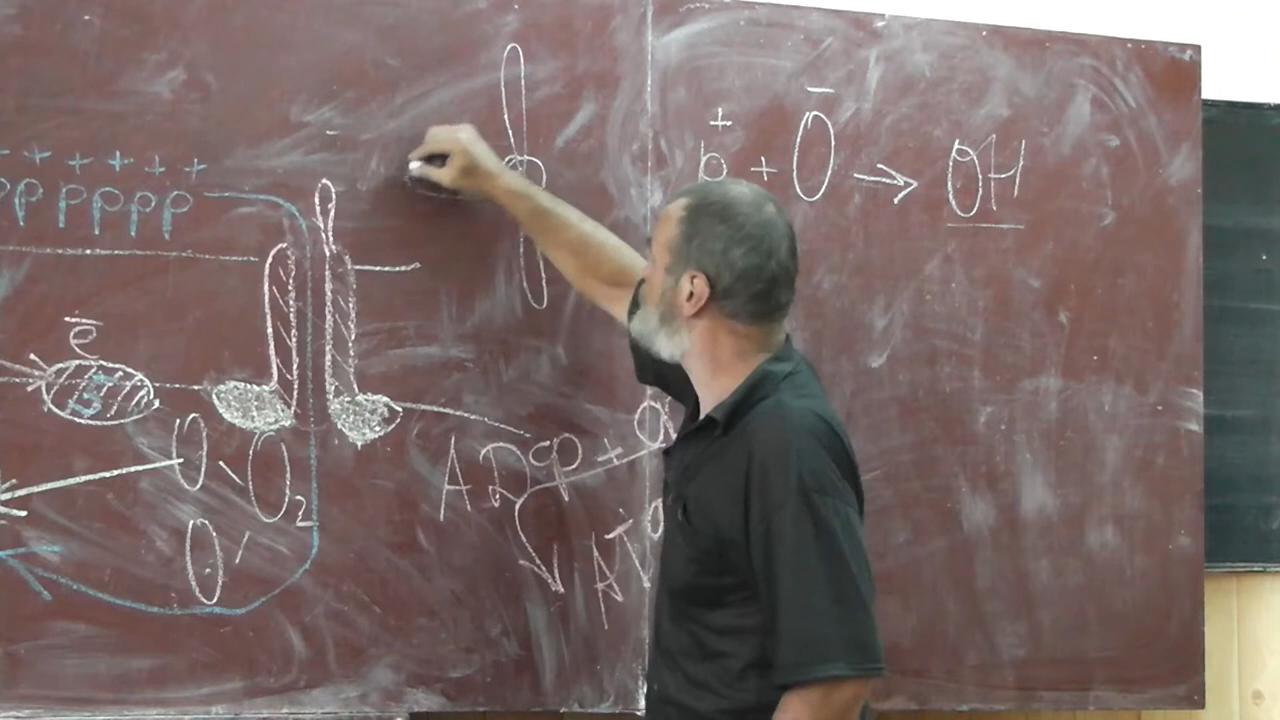 + + + + +
p p p p p p
+ –
p + O → OH
ē
B
O
O₂
O
АДФ + Ф
АТФ